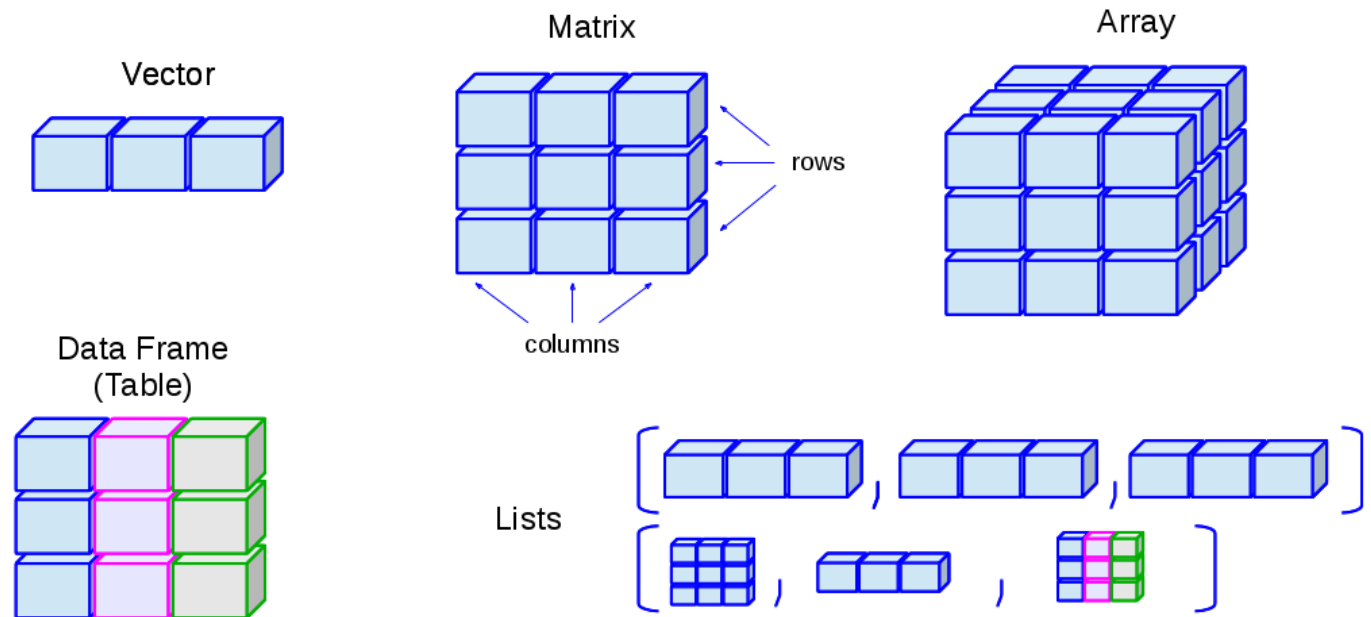 Vector
Matrix
Array
rows
columns
Data Frame
(Table)
Lists